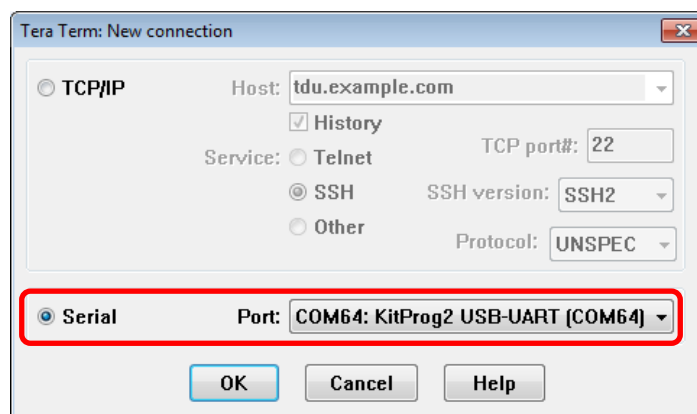 Tera Term: New connection
TCP/IP
Host: tdu.example.com
History
Service: Telnet
TCP port#: 22
SSH
SSH version: SSH2
Other
Protocol: UNSPEC
Serial
Port: COM64: KitProg2 USB-UART (COM64)
OK Cancel Help